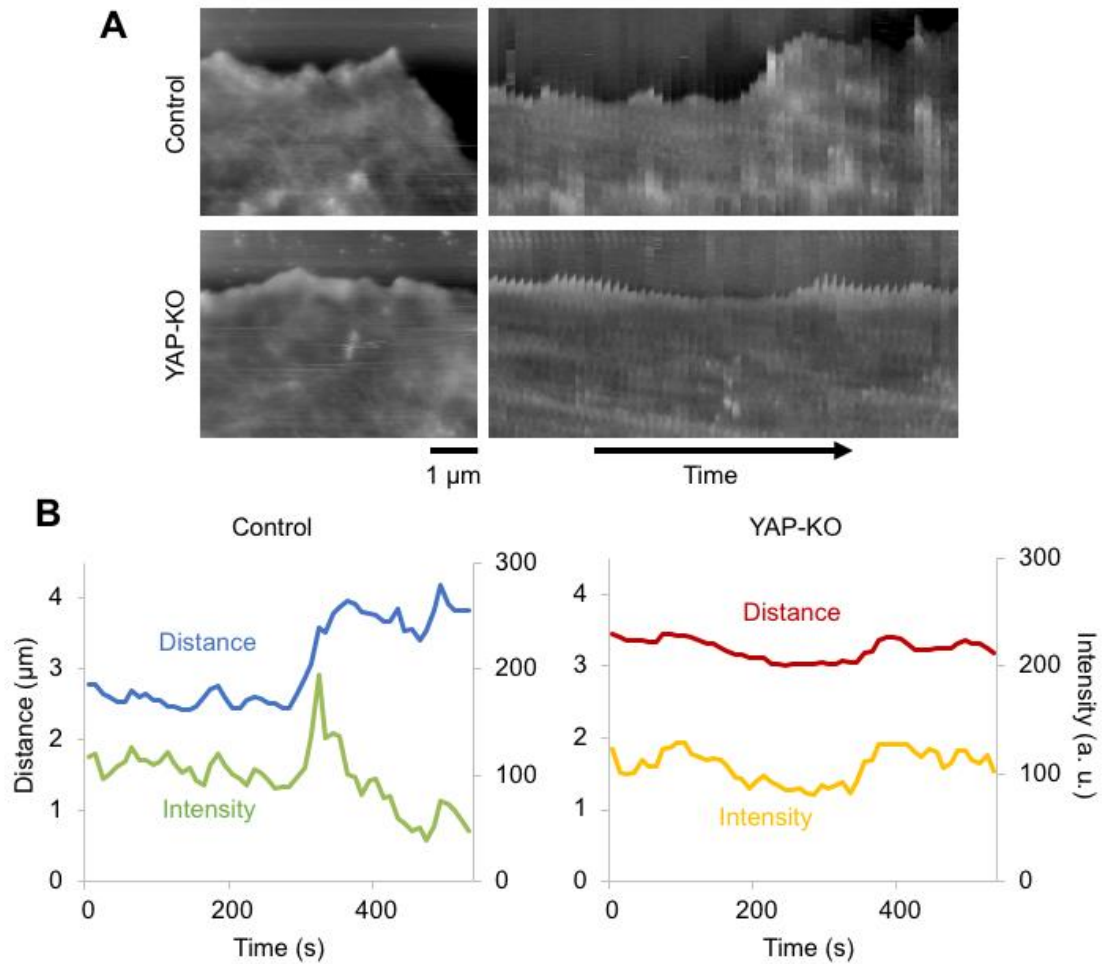 A
Control
YAP-KO
1 µm
Time
B
Control
YAP-KO
Distance (µm)
4
3
2
1
0
300
200
100
0
Distance
Intensity
0
200
400
Time (s)
4
3
2
1
0
300
200
100
0
Distance
Intensity
0
200
400
Time (s)
Intensity (a. u.)